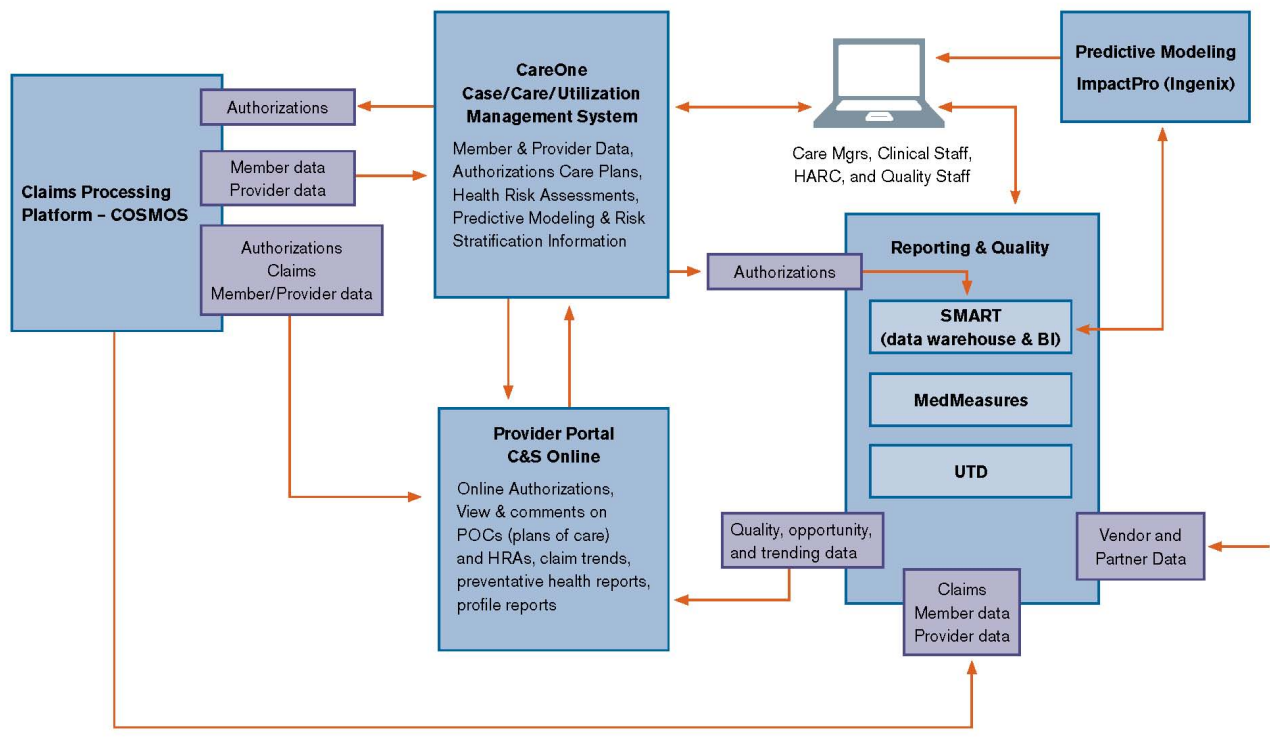 Claims Processing
Platform – COSMOS
Authorizations
Member data
Provider data
Authorizations
Claims
Member/Provider data
CareOne
Case/Care/Utilization
Management System
Member & Provider Data,
Authorizations Care Plans,
Health Risk Assessments,
Predictive Modeling & Risk
Stratification Information
Care Mgrs, Clinical Staff,
HARC, and Quality Staff
Predictive Modeling
ImpactPro (Ingenix)
Authorizations
Reporting & Quality
SMART
(data warehouse & BI)
MedMeasures
UTD
Provider Portal
C&S Online
Online Authorizations,
View & comments on
POCs (plans of care)
and HRAs, claim trends,
preventative health reports,
profile reports
Quality, opportunity,
and trending data
Vendor and
Partner Data
Claims
Member data
Provider data